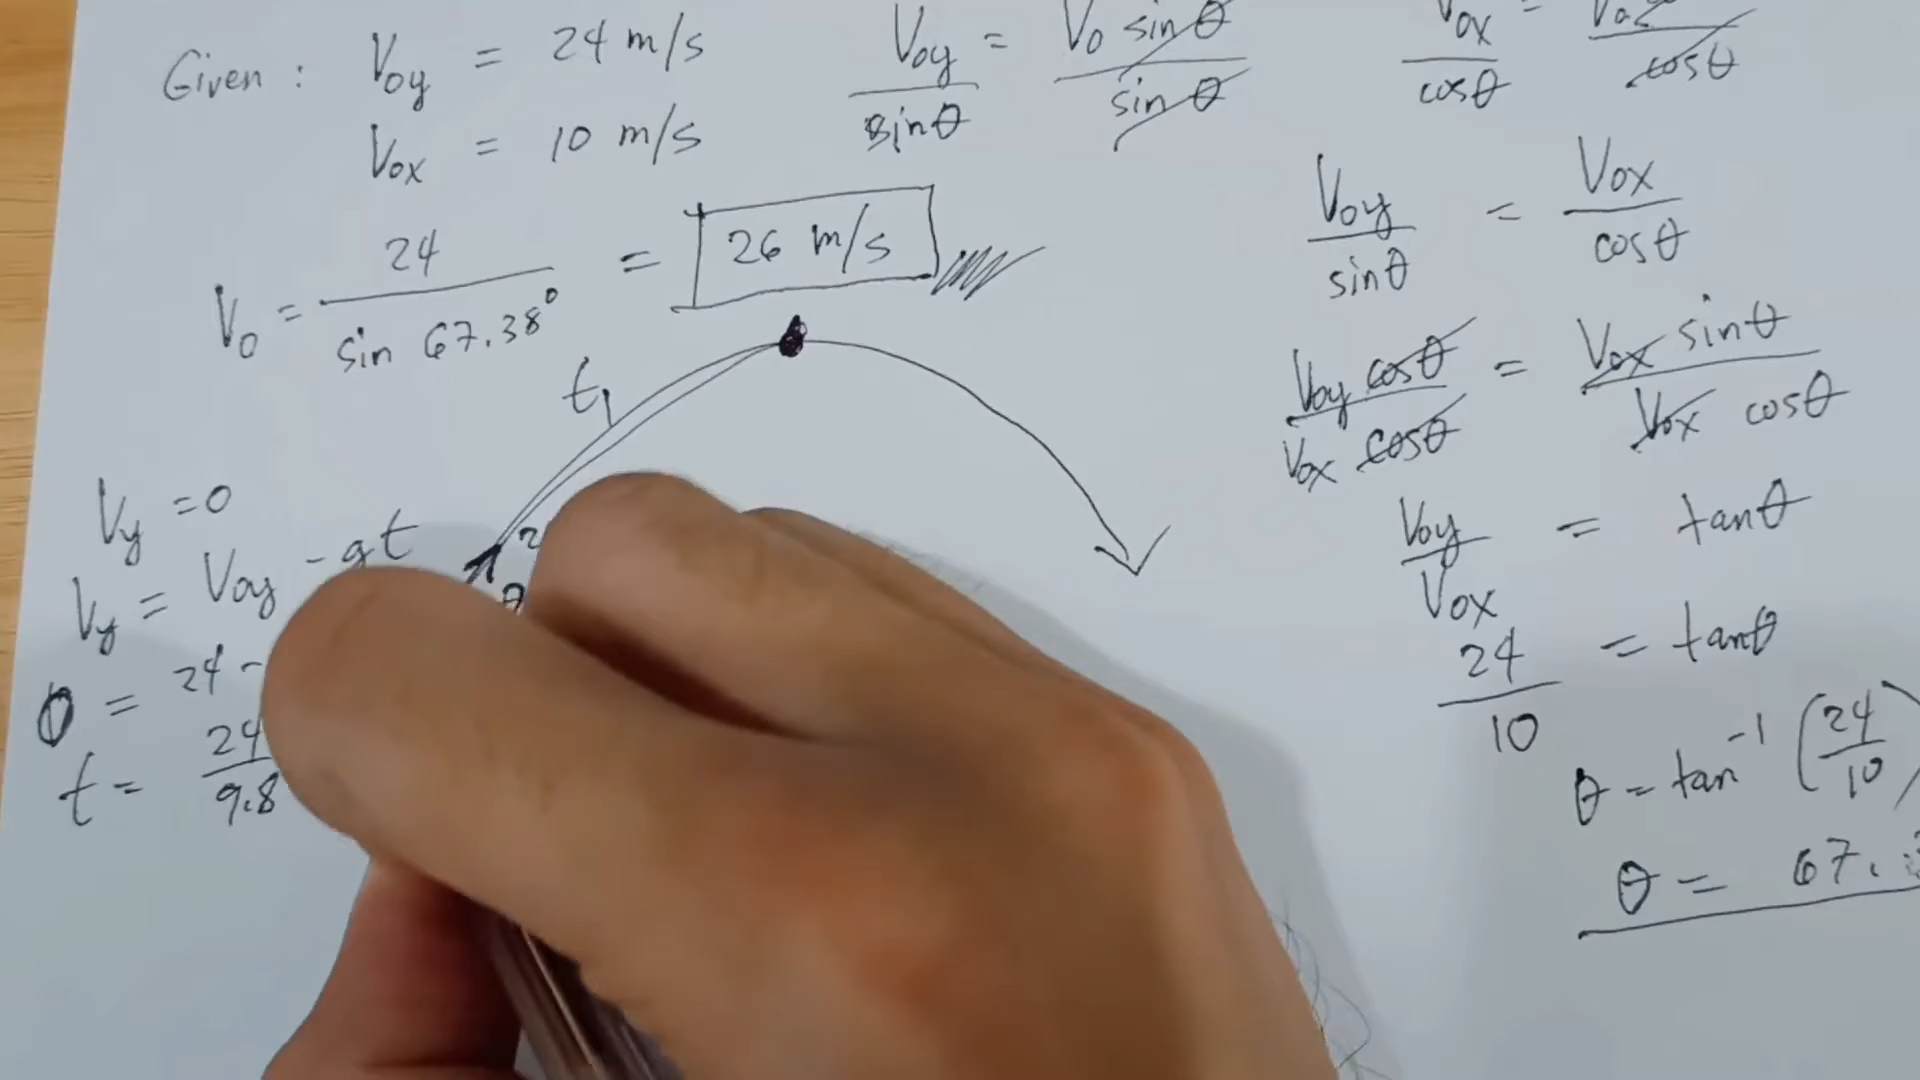 Given : Voy = 24 m/s
Vox = 10 m/s
Vo = 24 / sin 67.38° = 26 m/s
t1
Vy = 0
Vy = Voy - gt
0 = 24 -
t = 24 / 9.8
2
θ
Voy / sinθ = Vo sinθ / sinθ
Vox / cosθ = / cosθ
Voy / sinθ = Vox / cosθ
Voy cosθ / Vox cosθ = Vox sinθ / Vox cosθ
Voy / Vox = tanθ
24 / 10 = tanθ
θ = tan-1 (24 / 10)
θ = 67.